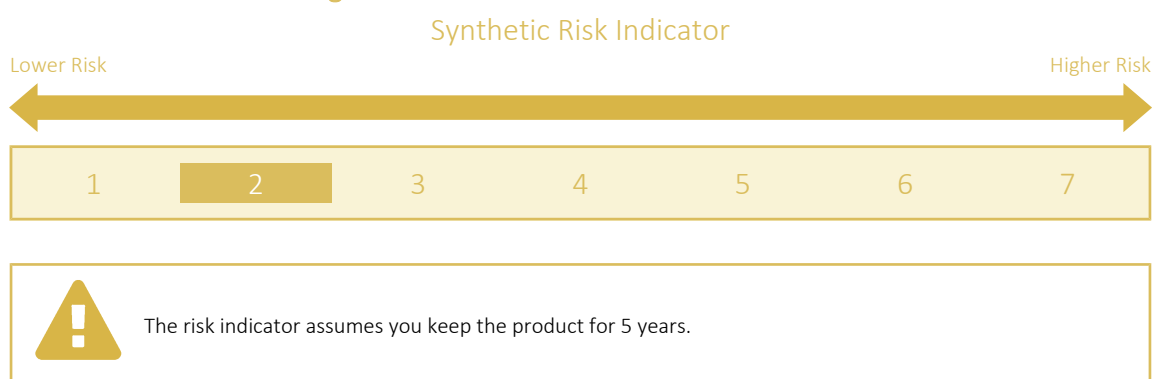 Synthetic Risk Indicator
Lower Risk Higher Risk
1 2 3 4 5 6 7
The risk indicator assumes you keep the product for 5 years.